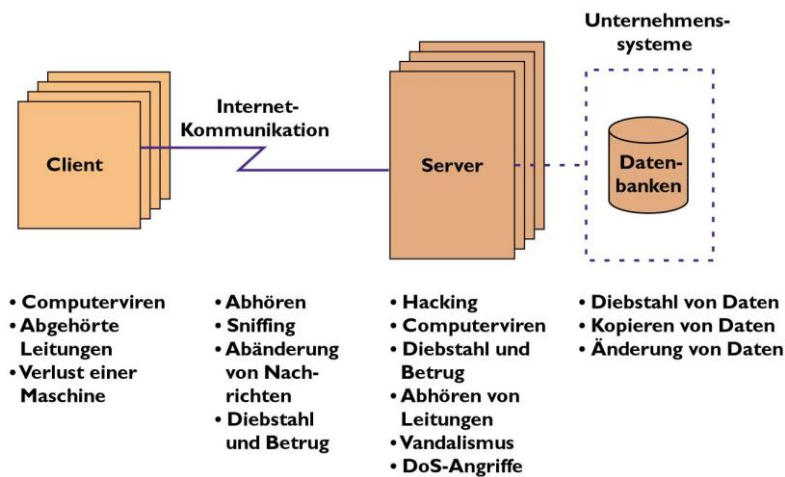 Unternehmens-
systeme
Internet-
Kommunikation
Client
Server
Daten-
banken
• Computerviren
• Abgehörte
Leitungen
• Verlust einer
Maschine
• Abhören
• Sniffing
• Abänderung
von Nach-
richten
• Diebstahl
und Betrug
• Hacking
• Computerviren
• Diebstahl und
Betrug
• Abhören von
Leitungen
• Vandalismus
• DoS-Angriffe
• Diebstahl von Daten
• Kopieren von Daten
• Änderung von Daten